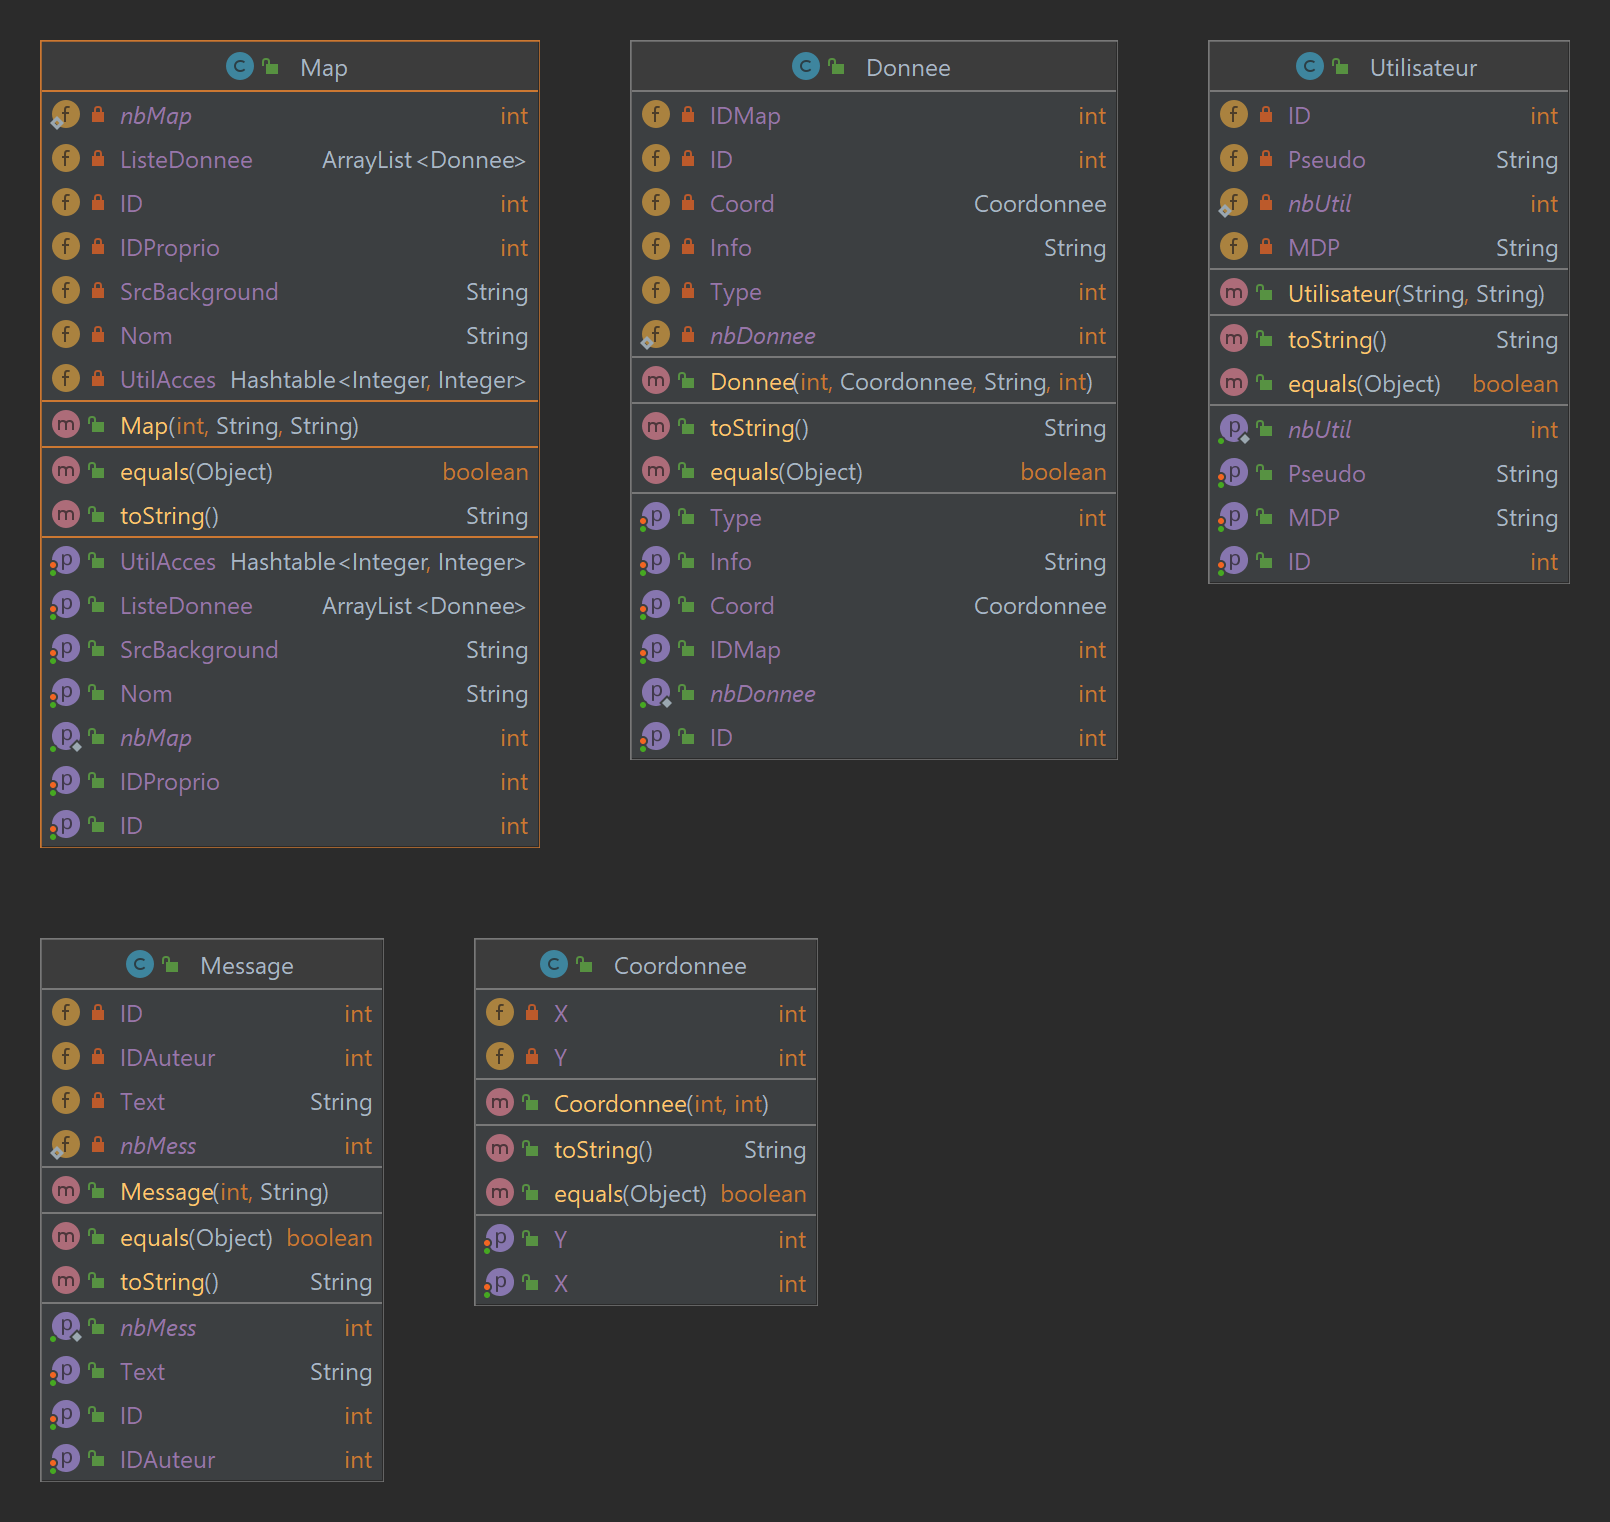 Map
nbMap int
ListeDonnee ArrayList<Donnee>
ID int
IDProprio int
SrcBackground String
Nom String
UtilAcces Hashtable<Integer, Integer>
Map(int, String, String)
equals(Object) boolean
toString() String
UtilAcces Hashtable<Integer, Integer>
ListeDonnee ArrayList<Donnee>
SrcBackground String
Nom String
nbMap int
IDProprio int
ID int
Donnee
IDMap int
ID int
Coord Coordonnee
Info String
Type int
nbDonnee int
Donnee(int, Coordonnee, String, int)
toString() String
equals(Object) boolean
Type int
Info String
Coord Coordonnee
IDMap int
nbDonnee int
ID int
Utilisateur
ID int
Pseudo String
nbUtil int
MDP String
Utilisateur(String, String)
toString() String
equals(Object) boolean
nbUtil int
Pseudo String
MDP String
ID int
Message
ID int
IDAuteur int
Text String
nbMess int
Message(int, String)
equals(Object) boolean
toString() String
nbMess int
Text String
ID int
IDAuteur int
Coordonnee
X int
Y int
Coordonnee(int, int)
toString() String
equals(Object) boolean
Y int
X int